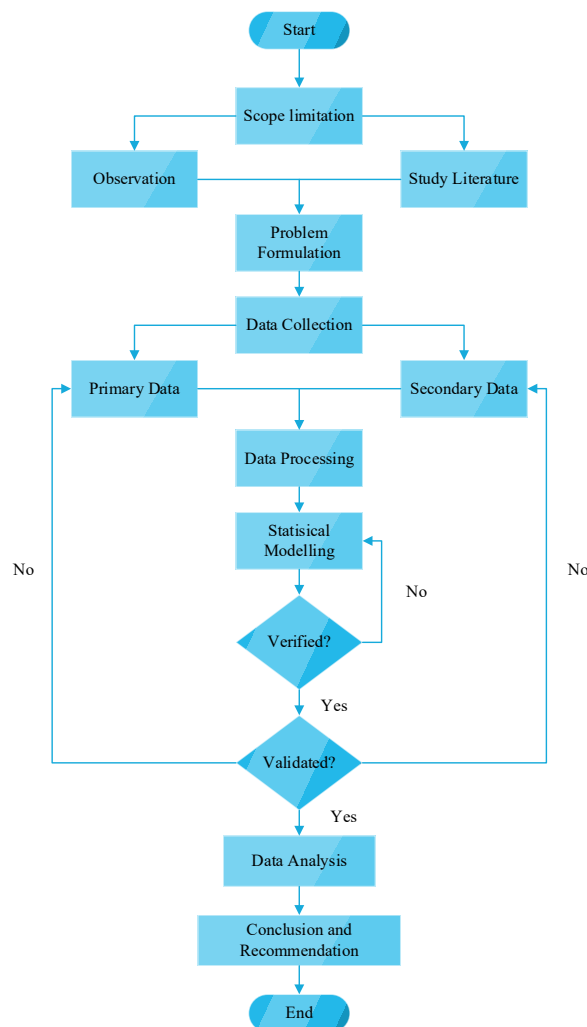 Start
Scope limitation
Observation
Study Literature
Problem
Formulation
Data Collection
Primary Data
Secondary Data
Data Processing
Statisical
Modelling
No
No
No
Verified?
Yes
Validated?
Yes
Data Analysis
Conclusion and
Recommendation
End